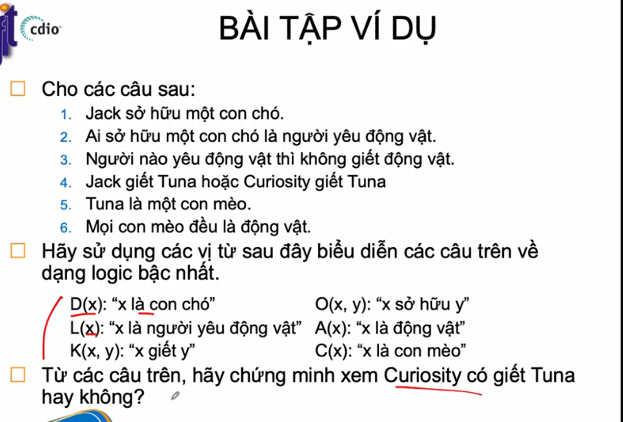 cdio
BÀI TẬP VÍ DỤ
Cho các câu sau:
1. Jack sở hữu một con chó.
2. Ai sở hữu một con chó là người yêu động vật.
3. Người nào yêu động vật thì không giết động vật.
4. Jack giết Tuna hoặc Curiosity giết Tuna
5. Tuna là một con mèo.
6. Mọi con mèo đều là động vật.
Hãy sử dụng các vị từ sau đây biểu diễn các câu trên về
dạng logic bậc nhất.
D(x): “x là con chó” O(x, y): “x sở hữu y”
L(x): “x là người yêu động vật” A(x): “x là động vật”
K(x, y): “x giết y” C(x): “x là con mèo”
Từ các câu trên, hãy chứng minh xem Curiosity có giết Tuna
hay không?